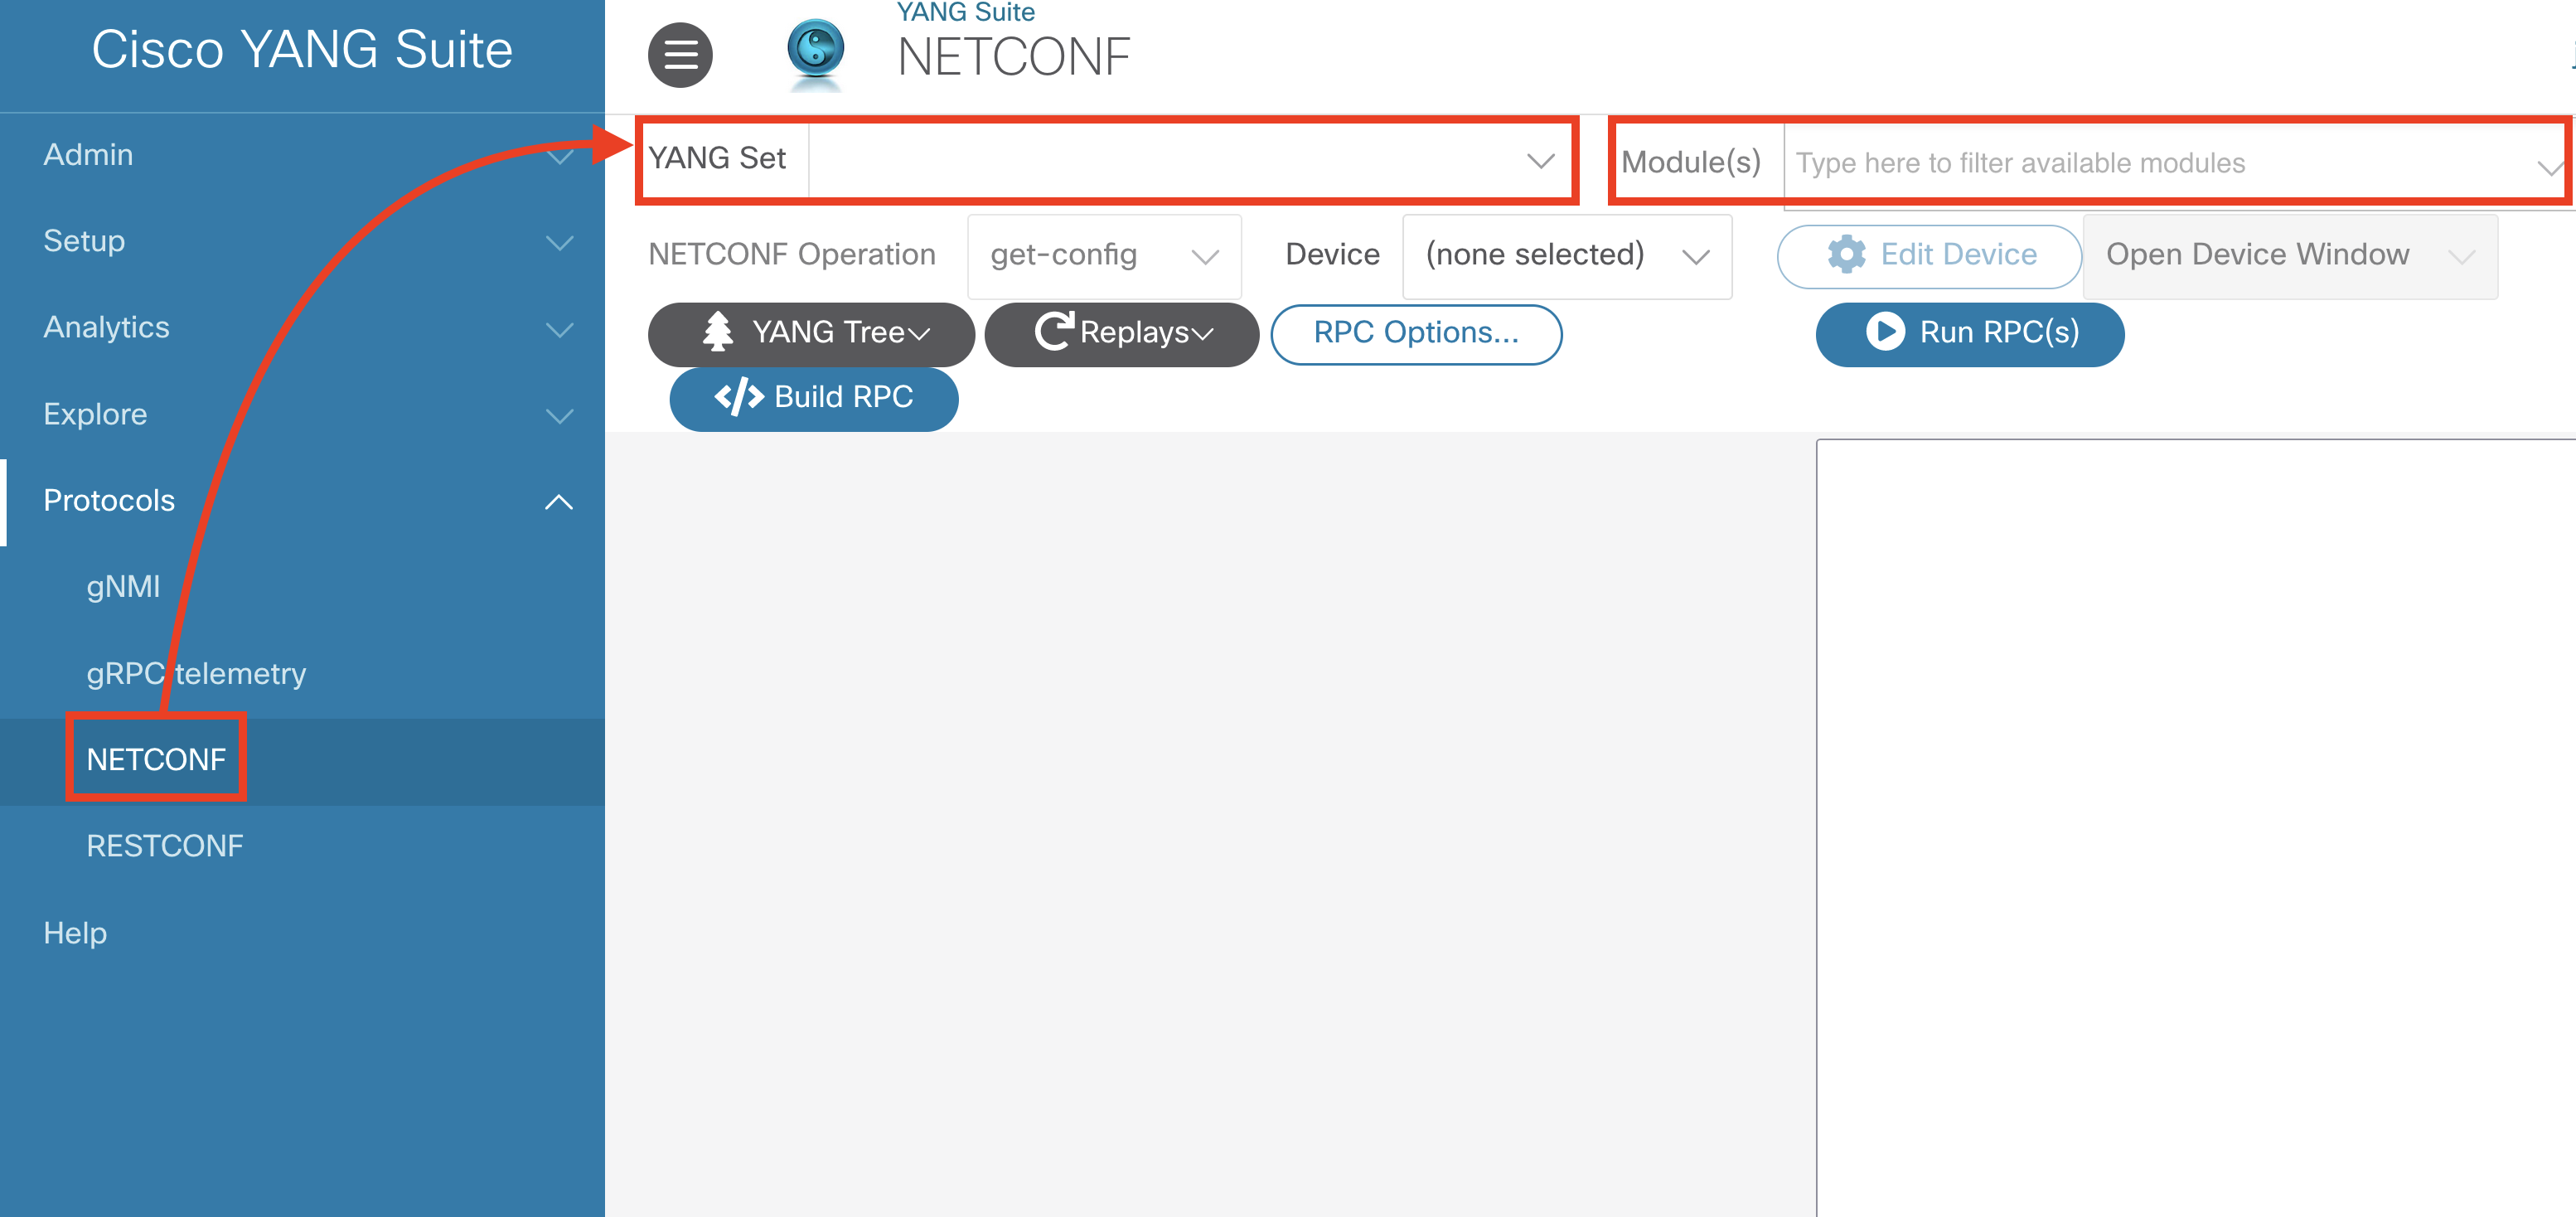 Cisco YANG Suite
Admin
Setup
Analytics
Explore
Protocols
gNMI
gRPC telemetry
NETCONF
RESTCONF
Help
YANG Suite
NETCONF
YANG Set
Module(s) Type here to filter available modules
NETCONF Operation get-config Device (none selected) Edit Device Open Device Window
YANG Tree Replays RPC Options... Run RPC(s)
Build RPC